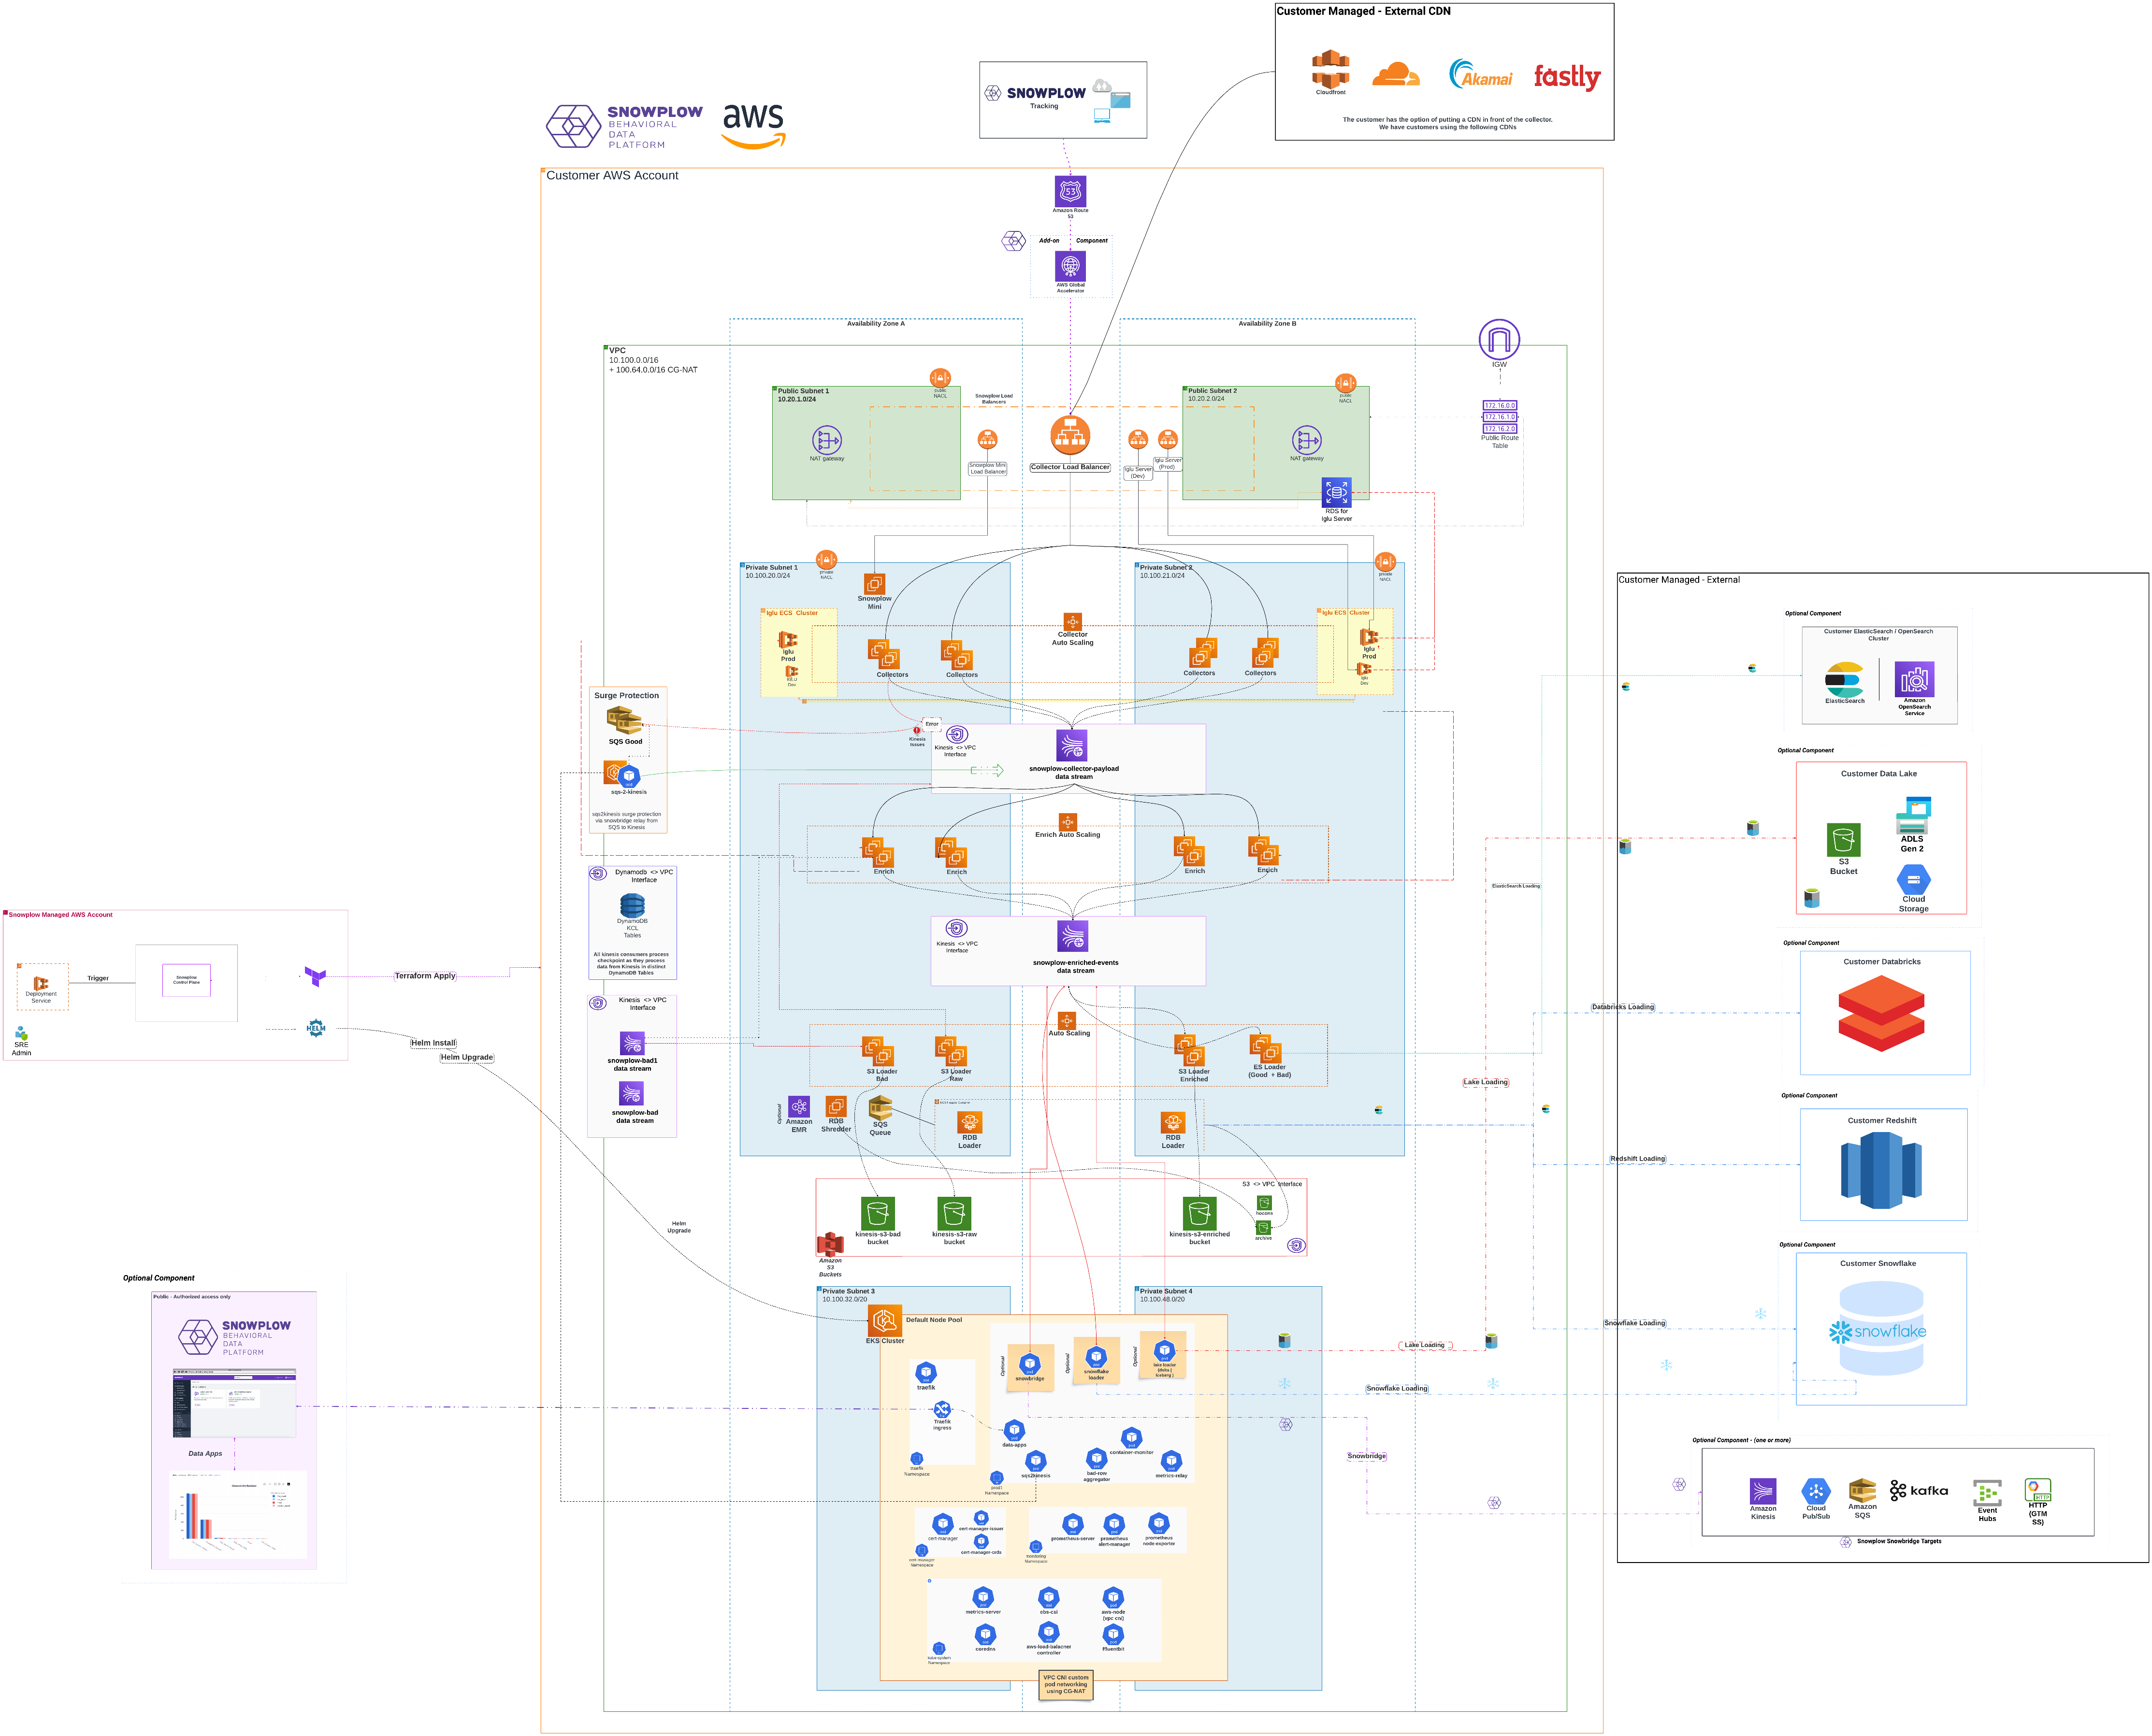 Customer Managed - External CDN
Cloudfront
Akamai
fastly
The customer has the option of putting a CDN in front of the collector.
We have customers using the following CDNs
SNOWPLOW
Tracking
SNOWPLOW
BEHAVIORAL
DATA
PLATFORM
aws
Customer AWS Account
53
Amazon Route
53
Add-on Component
AWS Global
Accelerator
Availability Zone A
Availability Zone B
VPC
10.100.0.0/16
+ 100.64.0.0/16 CG-NAT
IGW
Public Subnet 1
10.20.1.0/24
public
NACL
NAT gateway
Snowplow Load
Balancers
Snowplow Mini
Load Balancer
Collector Load Balancer
Iglu Server
(Dev)
Iglu Server
(Prod)
Public Subnet 2
10.20.2.0/24
public
NACL
NAT gateway
RDS for
Iglu Server
172.16.0.0
172.16.1.0
172.16.2.0
Public Route
Table
Private Subnet 1
10.100.20.0/24
private
NACL
Snowplow
Mini
Private Subnet 2
10.100.21.0/24
private
NACL
Iglu ECS Cluster
Iglu
Prod
IGLU
Dev
Collectors
Collectors
Collector
Auto Scaling
Collectors
Collectors
Iglu ECS Cluster
Iglu
Prod
Iglu
Dev
Surge Protection
SQS Good
sqs-2-kinesis
sqp2kinesis surge protection
via snowbridge relay from
SQS to Kinesis
Error
Kinesis
Issues
Kinesis <> VPC
Interface
snowplow-collector-payload
data stream
Enrich Auto Scaling
Enrich
Enrich
Enrich
Enrich
Dynamodb <> VPC
Interface
DynamoDB
KCL
Tables
All kinesis consumers process
checkpoint as they process
data from Kinesis in distinct
DynamoDB Tables
Kinesis <> VPC
Interface
snowplow-enriched-events
data stream
Kinesis <> VPC
Interface
snowplow-bad1
data stream
snowplow-bad
data stream
Auto Scaling
S3 Loader
Bad
S3 Loader
Raw
S3 Loader
Enriched
ES Loader
(Good + Bad)
Optional
Amazon
EMR
RDB
Shredder
SQS
Queue
RDB
Loader
RDB
Loader
S3 <> VPC Interface
kinesis-s3-bad
bucket
kinesis-s3-raw
bucket
kinesis-s3-enriched
bucket
hocons
archive
Amazon
S3
Buckets
Snowplow Managed AWS Account
Deployment
Service
Trigger
Snowplow
Control Plane
SRE
Admin
HELM
Terraform Apply
Helm Install
Helm Upgrade
Helm
Upgrade
Optional Component
Public - Authorized access only
SNOWPLOW
BEHAVIORAL
DATA
PLATFORM
Data Apps
Private Subnet 3
10.100.32.0/20
Private Subnet 4
10.100.48.0/20
EKS Cluster
Default Node Pool
Optional
snowbridge
Optional
snowflake
loader
Optional
lake loader
(delta |
iceberg )
traefik
Traefik
ingress
traefik
Namespace
data-apps
sqs2kinesis
prod1
Namespace
container-monitor
bad-row
aggregator
metrics-relay
cert-manager
cert-manager-issuer
cert-manager-crds
cert-manager
Namespace
prometheus-server
prometheus
alert-manager
prometheus
node-exporter
monitoring
Namespace
metrics-server
ebs-csi
aws-node
(vpc cni)
coredns
aws-load-balacner
controller
Fluentbit
kube-system
Namespace
VPC CNI custom
pod networking
using CG-NAT
ElasticSearch Loading
Lake Loading
Databricks Loading
Redshift Loading
Snowflake Loading
Lake Loading
Snowflake Loading
Snowbridge
Customer Managed - External
Optional Component
Customer ElasticSearch / OpenSearch
Cluster
ElasticSearch
Amazon
OpenSearch
Service
Optional Component
Customer Data Lake
S3
Bucket
ADLS
Gen 2
Cloud
Storage
Optional Component
Customer Databricks
Optional Component
Customer Redshift
Optional Component
Customer Snowflake
snowflake
Optional Component - (one or more)
Amazon
Kinesis
Cloud
Pub/Sub
Amazon
SQS
kafka
Event
Hubs
HTTP
HTTP
(GTM
SS)
Snowplow Snowbridge Targets